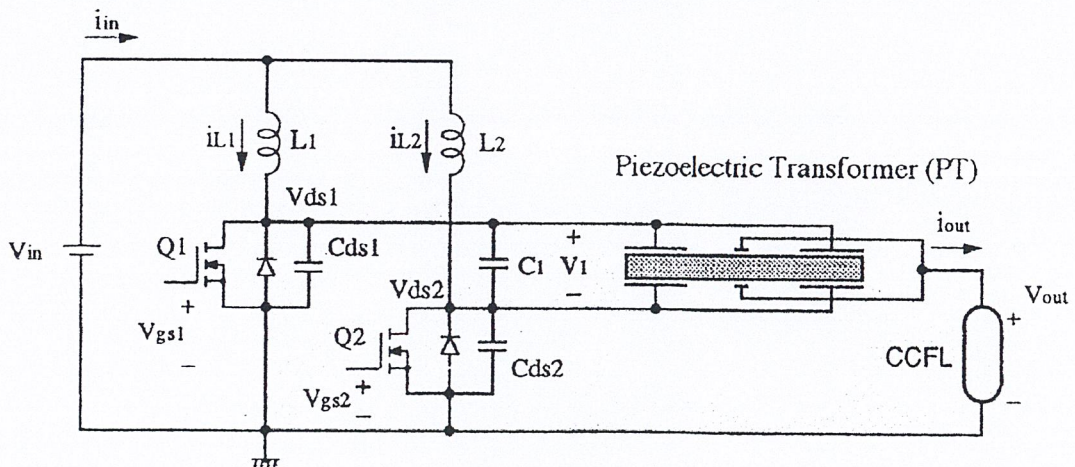 iin
iL1
L1
iL2
L2
Piezoelectric Transformer (PT)
Vds1
iout
Q1
Cds1
+
Vin
C1
V1
Vds2
−
Vout
+
Vgs1
−
Q2
Cds2
+
CCFL
+
Vgs2
−
−